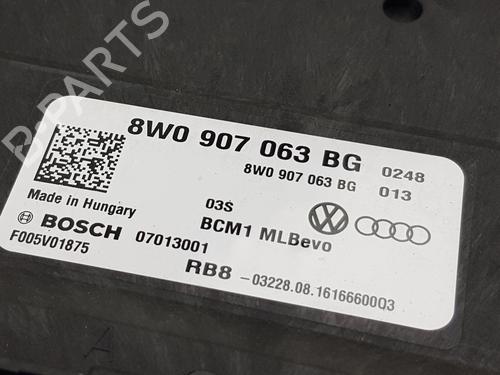 B-PARTS
8W0 907 063 BG 0248
8W0 907 063 BG 013
Made in Hungary 03S
BOSCH 07013001 BCM1 MLBevo
F005V01875
RB8 -03228.08.16166600Q3
A